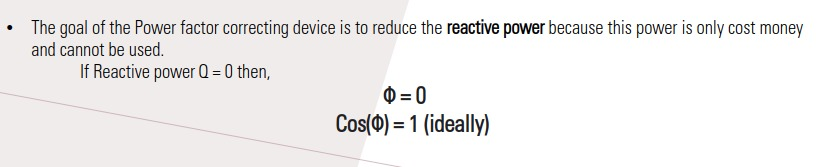 • The goal of the Power factor correcting device is to reduce the reactive power because this power is only cost money
and cannot be used.
If Reactive power Q = 0 then,
Φ = 0
Cos(Φ) = 1 (ideally)